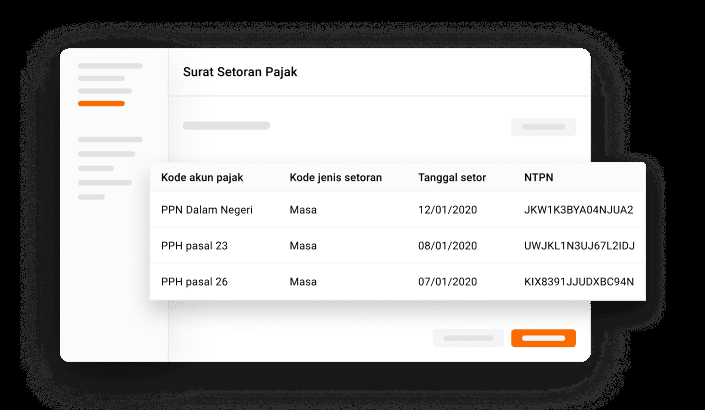 Surat Setoran Pajak
Kode akun pajak Kode jenis setoran Tanggal setor NTPN
PPN Dalam Negeri Masa 12/01/2020 JKW1K3BYA04NJUA2
PPH pasal 23 Masa 08/01/2020 UWJKL1N3UJ67L2IDJ
PPH pasal 26 Masa 07/01/2020 KIX8391JJUDXBC94N